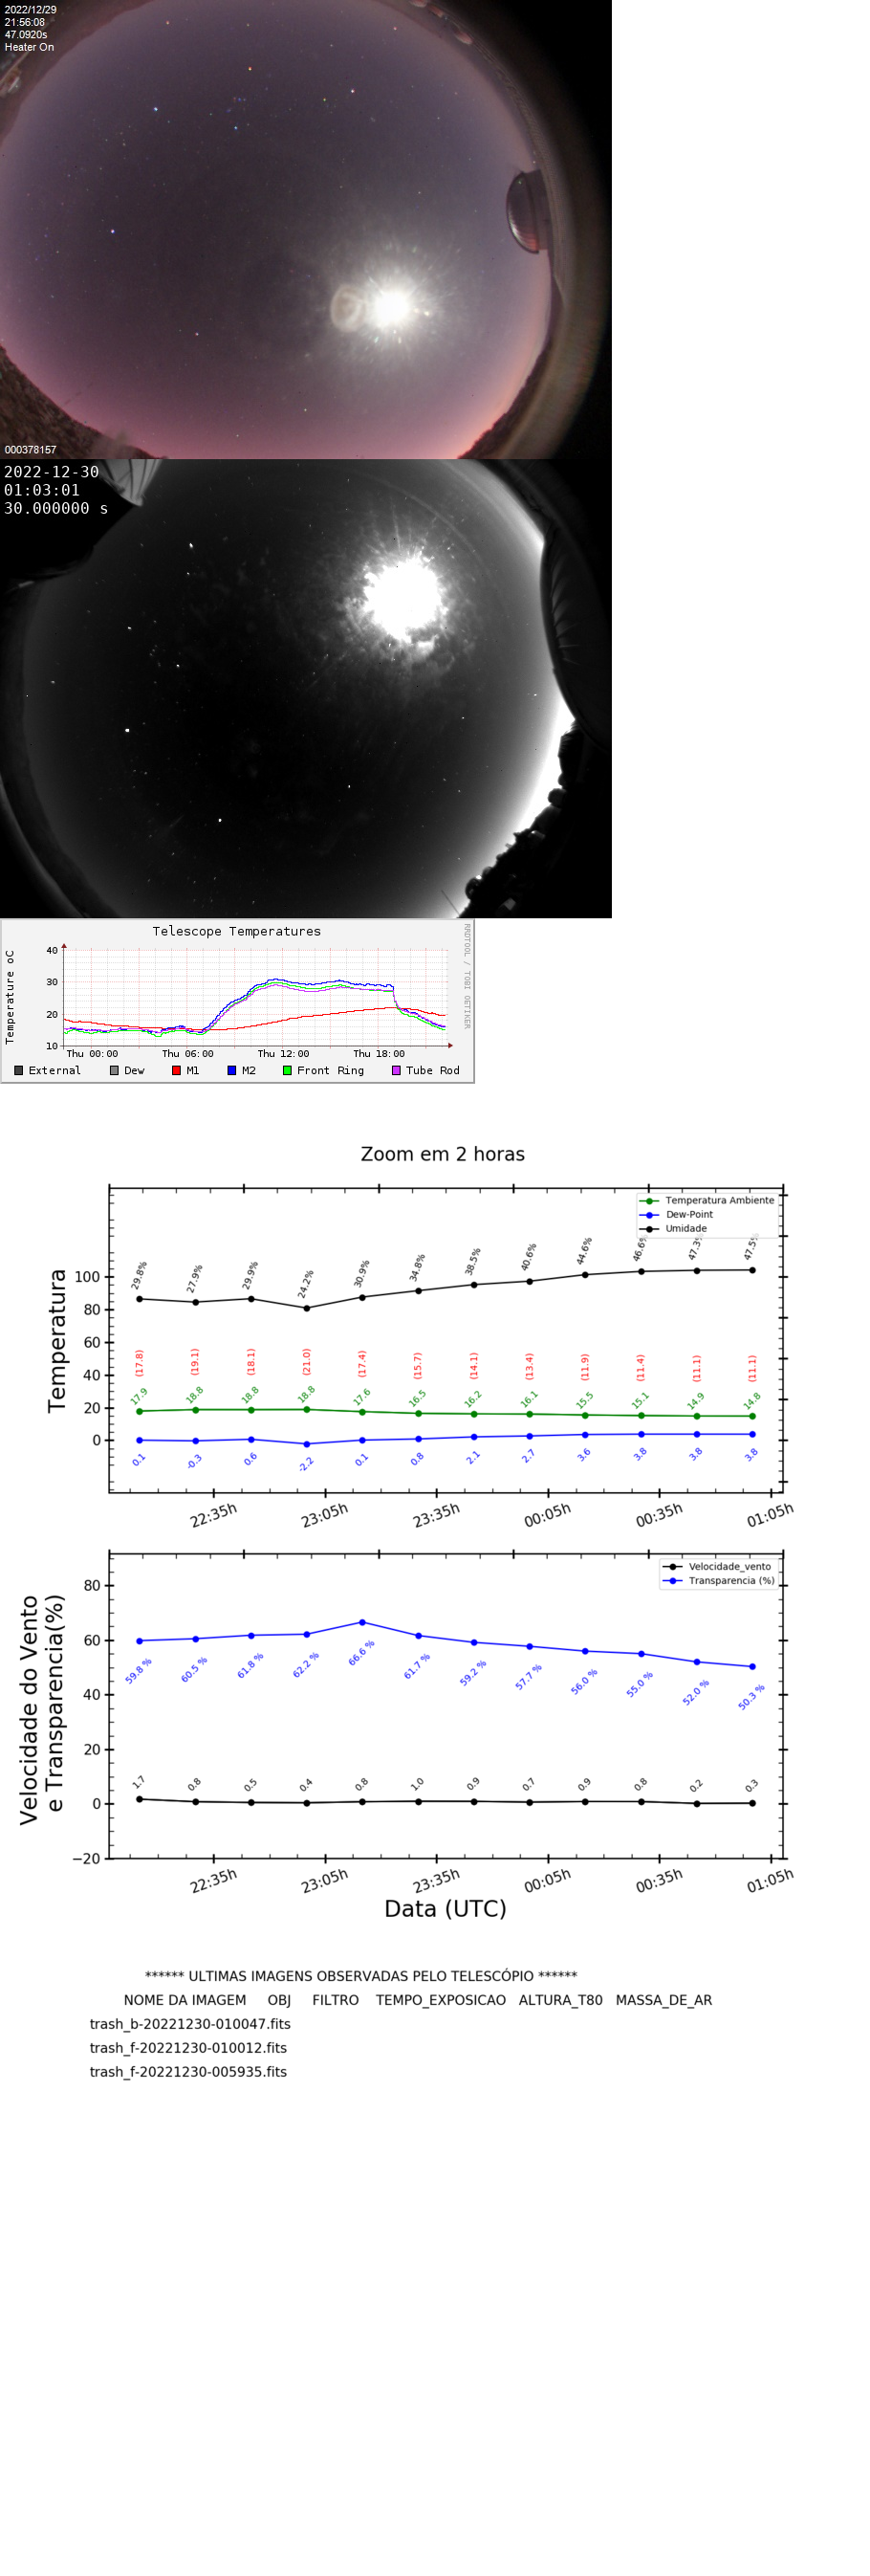 2022/12/29
21:56:08
47.0920s
Heater On
000378157
2022-12-30
01:03:01
30.000000 s
Telescope Temperatures
RRDTOOL / TOBI OETIKER
Temperature oC
40
30
20
10
Thu 00:00 Thu 06:00 Thu 12:00 Thu 18:00
External Dew M1 M2 Front Ring Tube Rod
Zoom em 2 horas
Temperatura Ambiente
Dew-Point
Umidade
Temperatura
100
80
60
40
20
0
29.8% 27.9% 29.9% 24.2% 30.9% 34.8% 38.5% 40.6% 44.6% 46.6% 47.3% 47.5%
(17.8) (19.1) (18.1) (21.0) (17.4) (15.7) (14.1) (13.4) (11.9) (11.4) (11.1) (11.1)
17.9 18.8 18.8 18.8 17.6 16.5 16.2 16.1 15.5 15.1 14.9 14.8
0.1 -0.3 0.6 -2.2 0.1 0.8 2.1 2.7 3.6 3.8 3.8 3.8
22:35h 23:05h 23:35h 00:05h 00:35h 01:05h
Velocidade_vento
Transparencia (%)
Velocidade do Vento
e Transparencia(%)
80
60
40
20
0
−20
59.8 % 60.5 % 61.8 % 62.2 % 66.6 % 61.7 % 59.2 % 57.7 % 56.0 % 55.0 % 52.0 % 50.3 %
1.7 0.8 0.5 0.4 0.8 1.0 0.9 0.7 0.9 0.8 0.2 0.3
22:35h 23:05h 23:35h 00:05h 00:35h 01:05h
Data (UTC)
****** ULTIMAS IMAGENS OBSERVADAS PELO TELESCÓPIO ******
NOME DA IMAGEM OBJ FILTRO TEMPO_EXPOSICAO ALTURA_T80 MASSA_DE_AR
trash_b-20221230-010047.fits
trash_f-20221230-010012.fits
trash_f-20221230-005935.fits